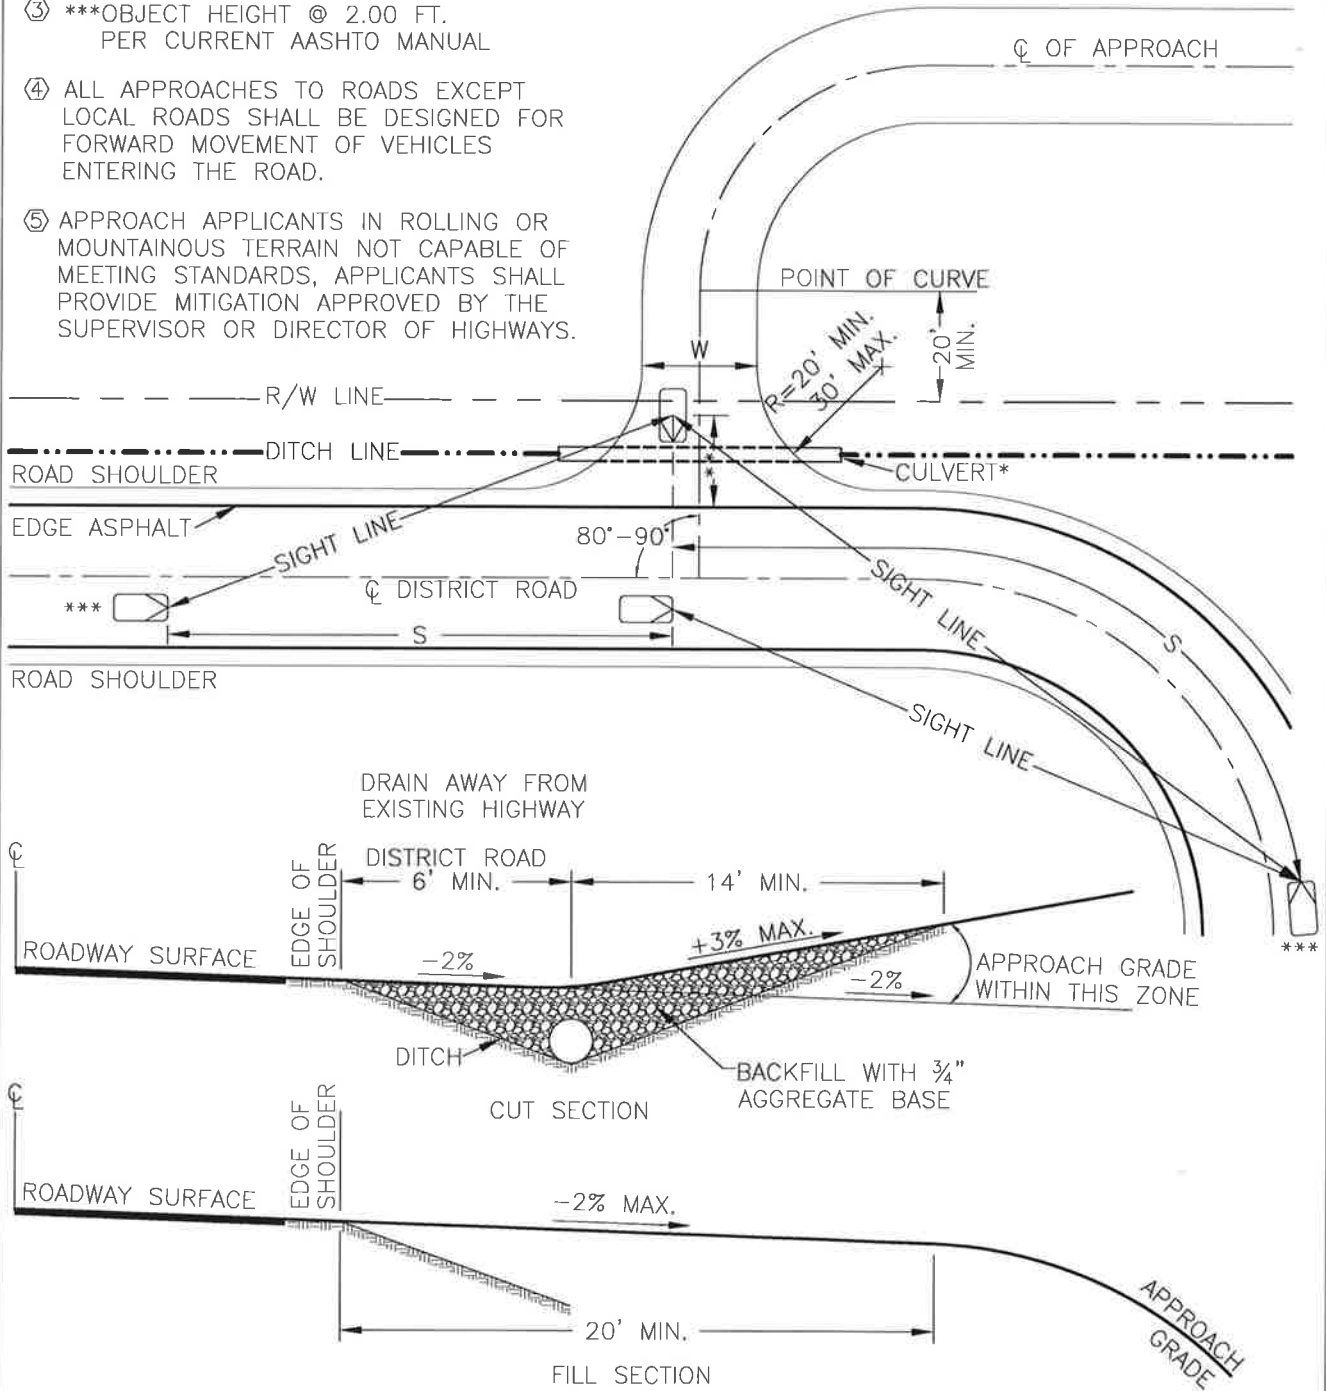 ③ ***OBJECT HEIGHT @ 2.00 FT.
PER CURRENT AASHTO MANUAL
④ ALL APPROACHES TO ROADS EXCEPT
LOCAL ROADS SHALL BE DESIGNED FOR
FORWARD MOVEMENT OF VEHICLES
ENTERING THE ROAD.
⑤ APPROACH APPLICANTS IN ROLLING OR
MOUNTAINOUS TERRAIN NOT CAPABLE OF
MEETING STANDARDS, APPLICANTS SHALL
PROVIDE MITIGATION APPROVED BY THE
SUPERVISOR OR DIRECTOR OF HIGHWAYS.
℄ OF APPROACH
POINT OF CURVE
20'
MIN.
R=20' MIN.
30' MAX.
W
R/W LINE
DITCH LINE
ROAD SHOULDER
CULVERT*
**
EDGE ASPHALT
SIGHT LINE
80°-90°
SIGHT LINE
℄ DISTRICT ROAD
***
S
S
ROAD SHOULDER
SIGHT LINE
***
DRAIN AWAY FROM
EXISTING HIGHWAY
℄
EDGE OF
SHOULDER
DISTRICT ROAD
6' MIN.
14' MIN.
ROADWAY SURFACE
-2%
+3% MAX.
-2%
APPROACH GRADE
WITHIN THIS ZONE
DITCH
BACKFILL WITH ¾"
AGGREGATE BASE
CUT SECTION
℄
EDGE OF
SHOULDER
ROADWAY SURFACE
-2% MAX.
20' MIN.
APPROACH
GRADE
FILL SECTION